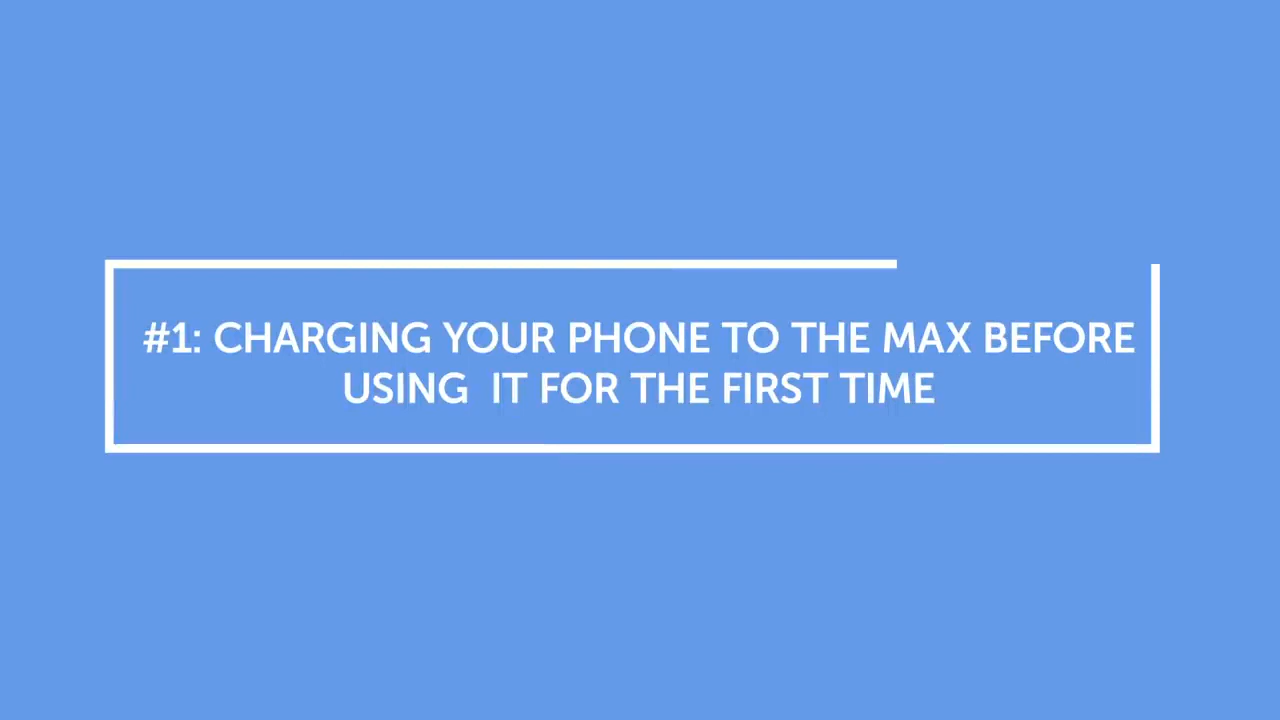 #1: CHARGING YOUR PHONE TO THE MAX BEFORE
USING  IT FOR THE FIRST TIME